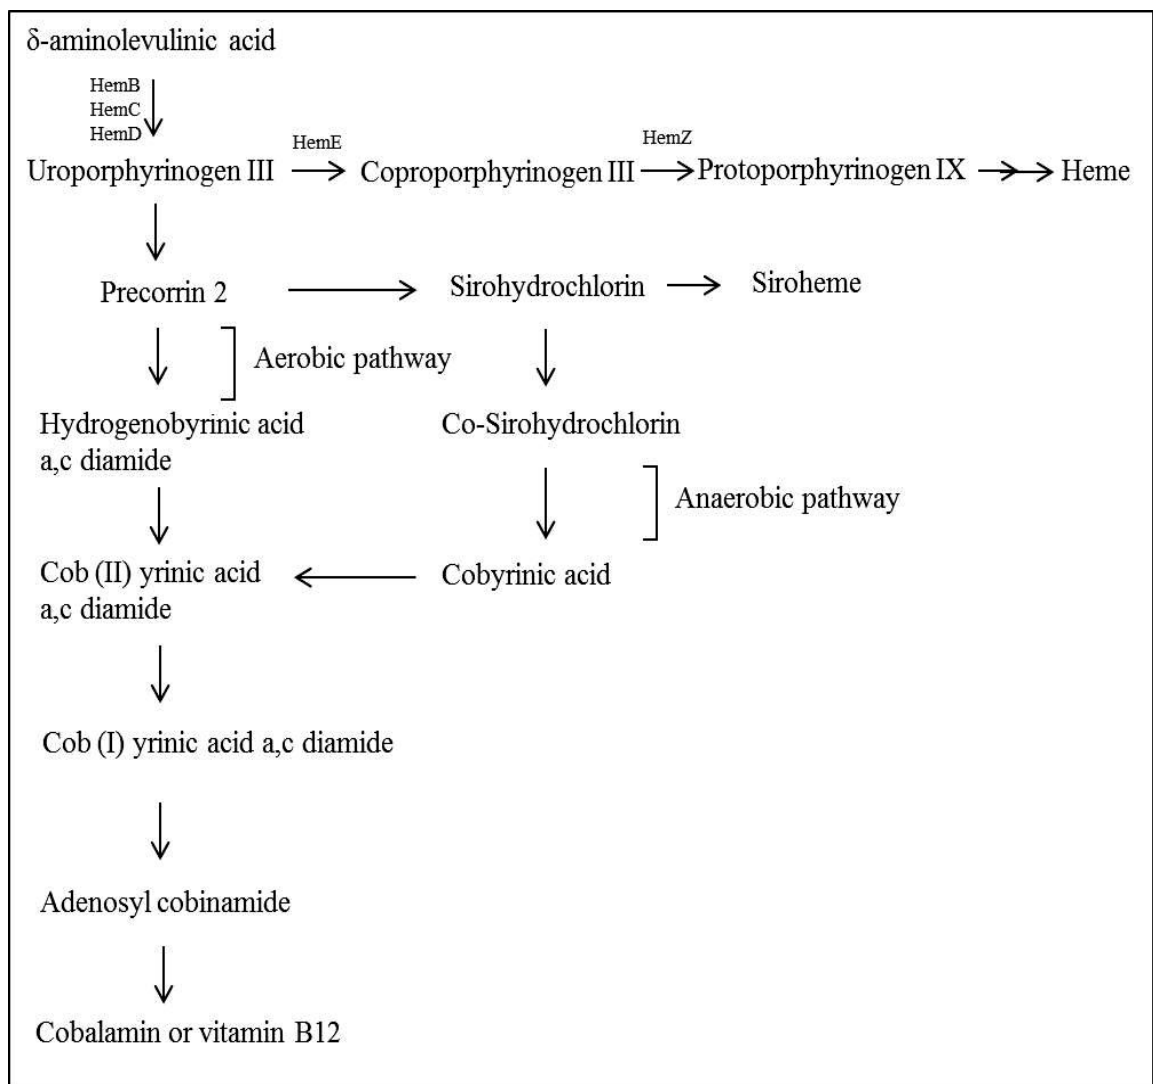 δ-aminolevulinic acid
HemB
HemC
HemD
HemE
HemZ
Uroporphyrinogen III
Coproporphyrinogen III
Protoporphyrinogen IX
Heme
Precorrin 2
Sirohydrochlorin
Siroheme
Aerobic pathway
Hydrogenobyrinic acid
a,c diamide
Co-Sirohydrochlorin
Anaerobic pathway
Cob (II) yrinic acid
a,c diamide
Cobyrinic acid
Cob (I) yrinic acid a,c diamide
Adenosyl cobinamide
Cobalamin or vitamin B12